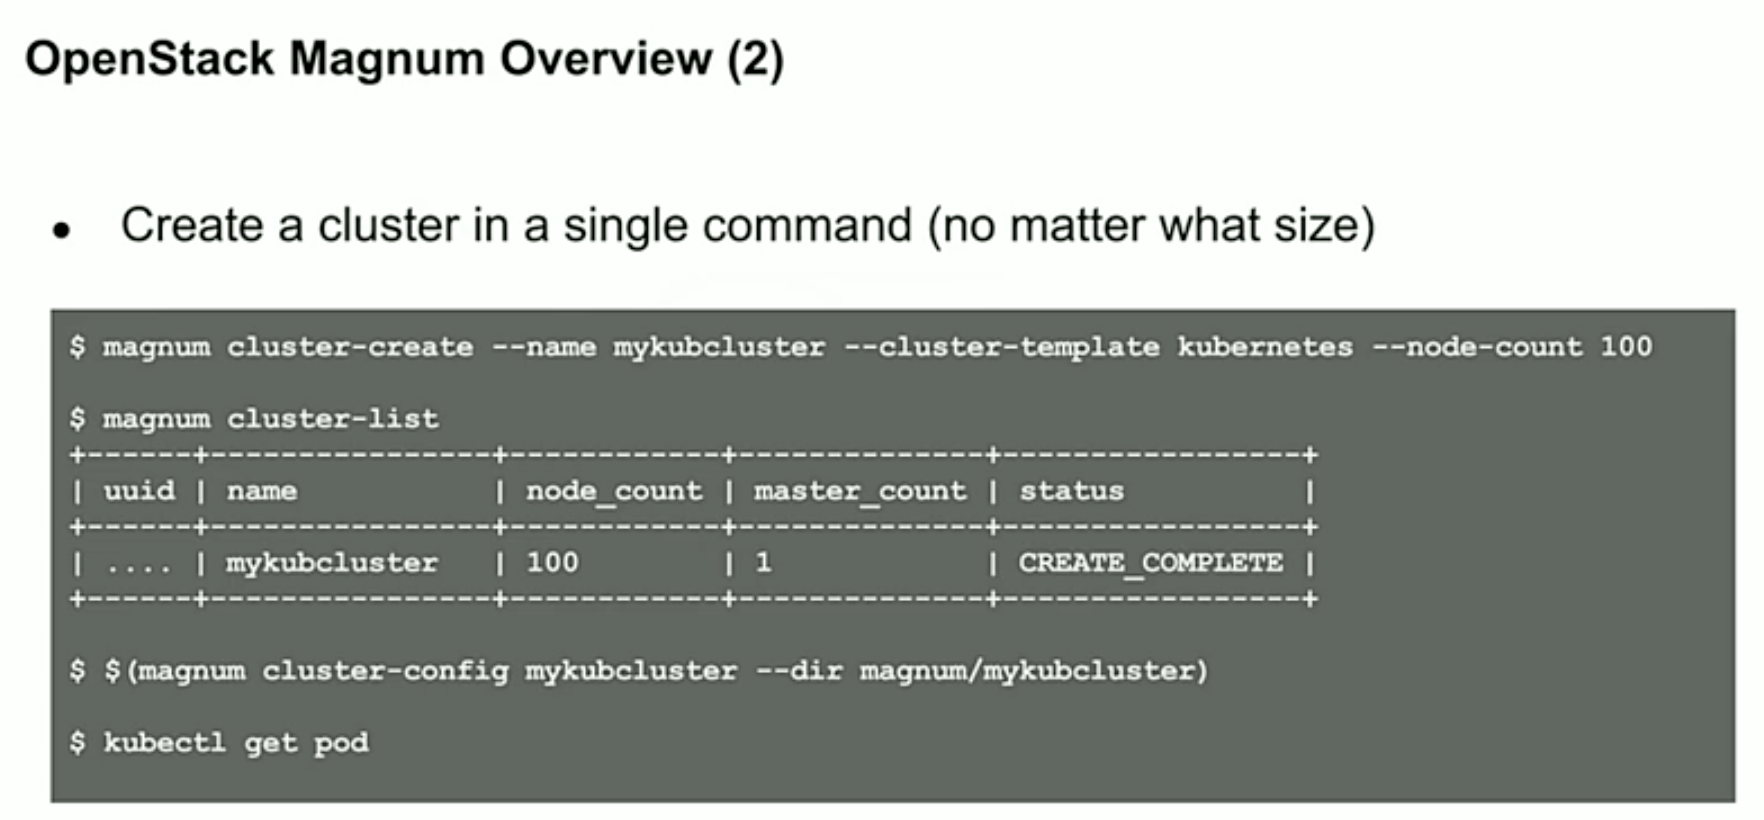 OpenStack Magnum Overview (2)
• Create a cluster in a single command (no matter what size)
$ magnum cluster-create --name mykubcluster --cluster-template kubernetes --node-count 100
$ magnum cluster-list
+------+----------------+------------+--------------+-----------------+
| uuid | name           | node_count | master_count | status          |
+------+----------------+------------+--------------+-----------------+
| .... | mykubcluster   | 100        | 1            | CREATE_COMPLETE |
+------+----------------+------------+--------------+-----------------+
$ $(magnum cluster-config mykubcluster --dir magnum/mykubcluster)
$ kubectl get pod